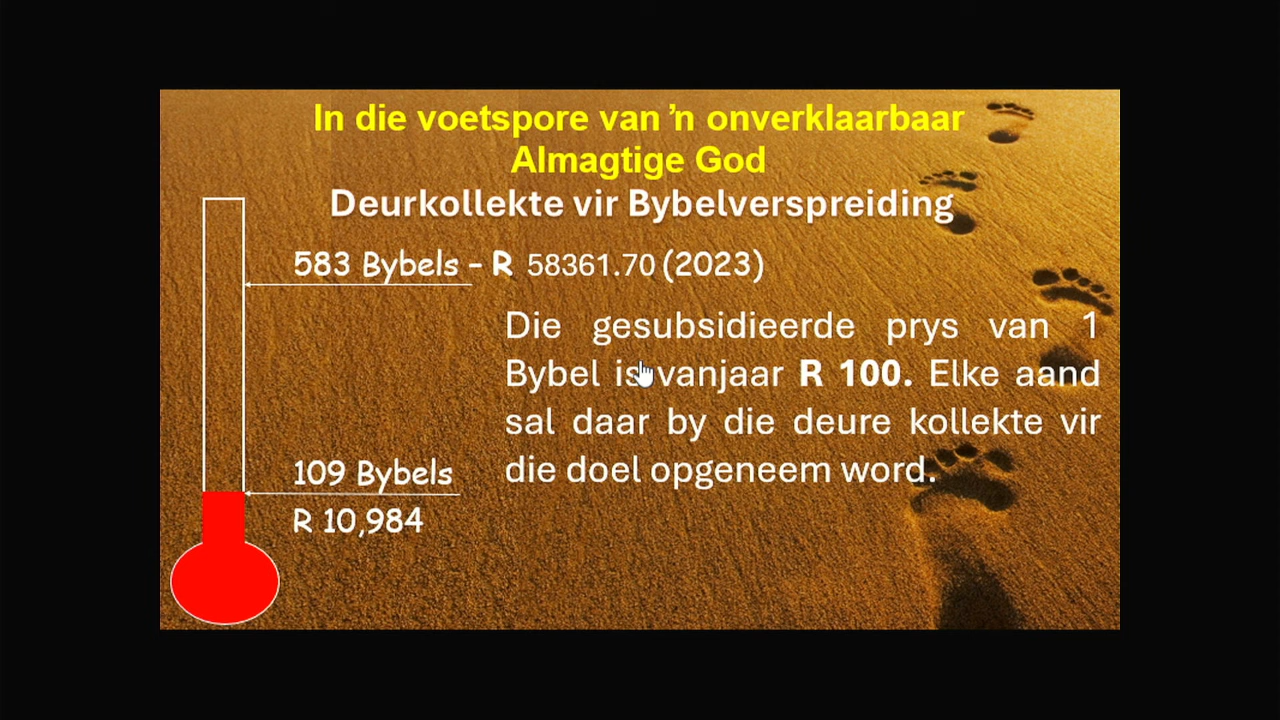 In die voetspore van ’n onverklaarbaar
Almagtige God
Deurkollekte vir Bybelverspreiding
583 Bybels – R 58361.70 (2023)
Die gesubsidieerde prys van 1
Bybel is vanjaar R 100. Elke aand
sal daar by die deure kollekte vir
die doel opgeneem word.
109 Bybels
R 10,984